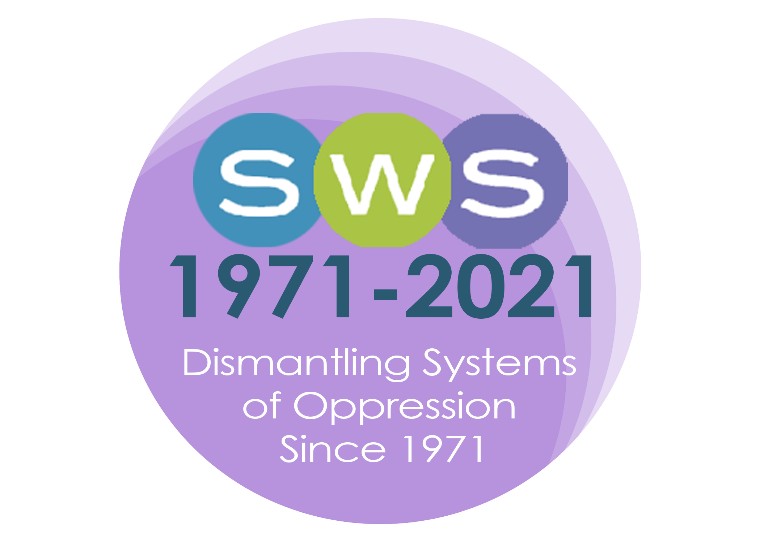 SWS
1971-2021
Dismantling Systems
of Oppression
Since 1971